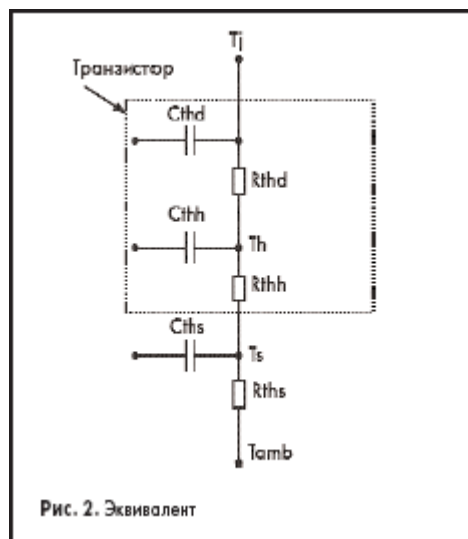 Tj
Транзистор
Cthd
Rthd
Cthh
Th
Rthh
Cths
Ts
Rths
Tamb
Рис. 2. Эквивалент